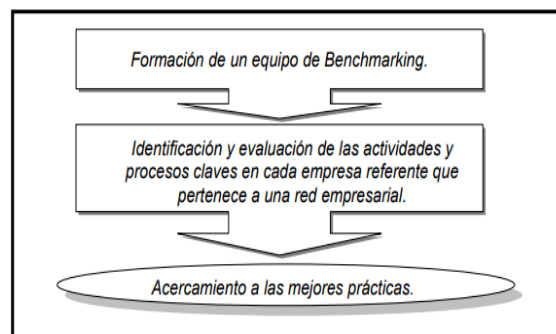 Formación de un equipo de Benchmarking.
Identificación y evaluación de las actividades y
procesos claves en cada empresa referente que
pertenece a una red empresarial.
Acercamiento a las mejores prácticas.